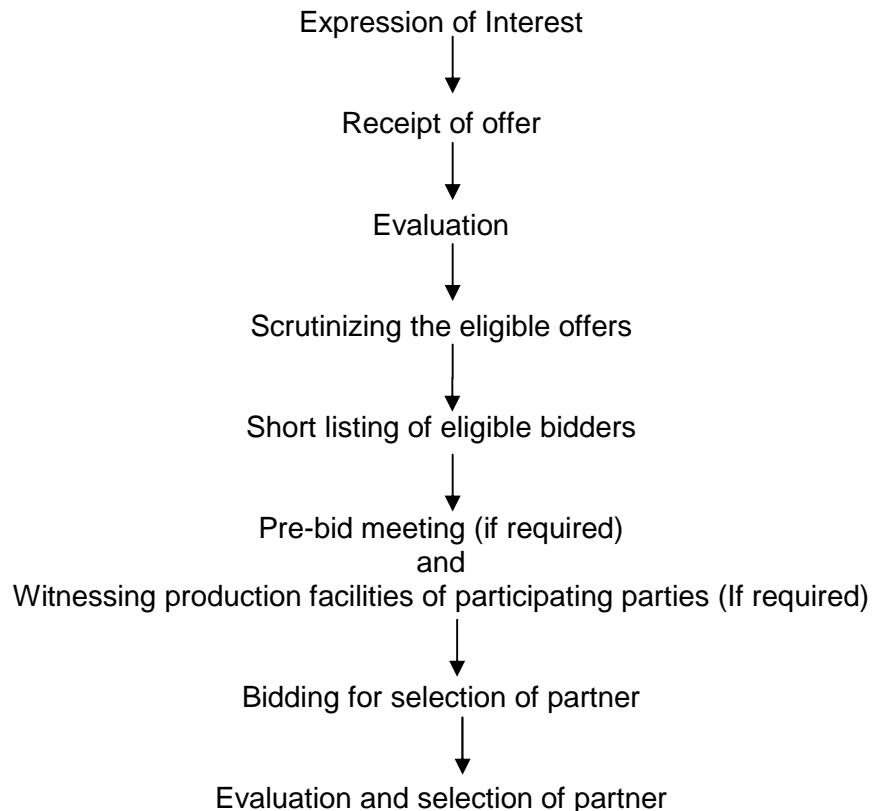 Expression of Interest
Receipt of offer
Evaluation
Scrutinizing the eligible offers
Short listing of eligible bidders
Pre-bid meeting (if required)
and
Witnessing production facilities of participating parties (If required)
Bidding for selection of partner
Evaluation and selection of partner